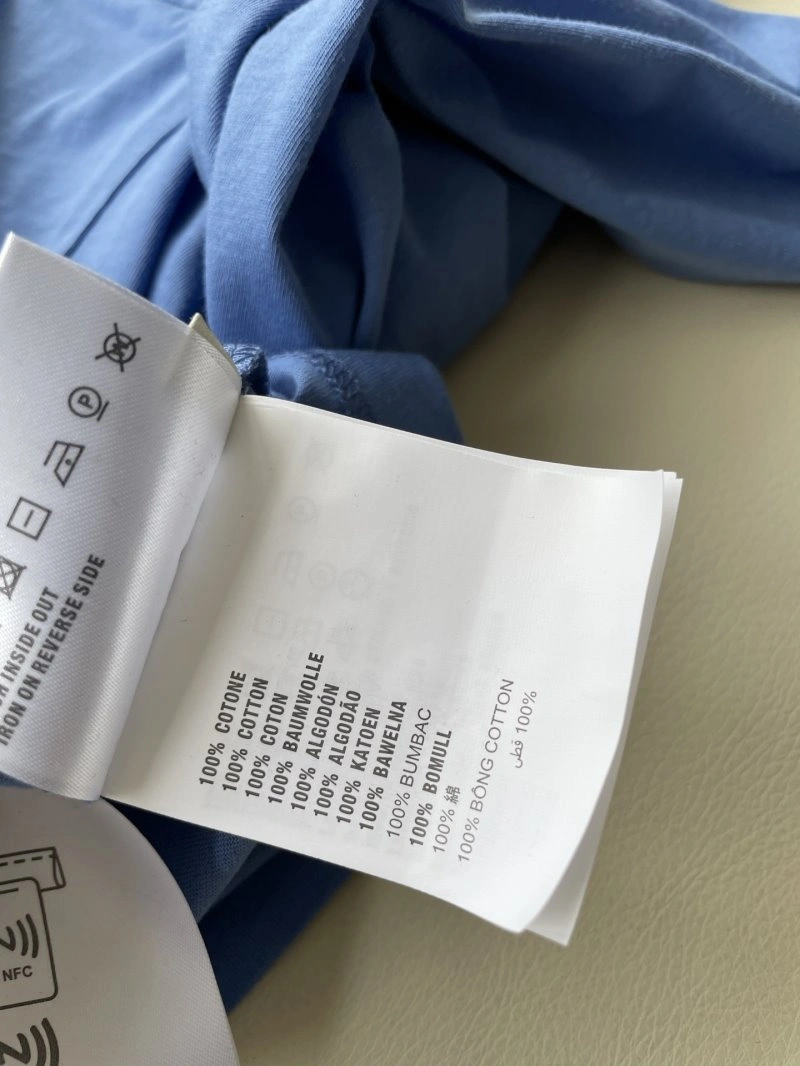 INSIDE OUT
IRON ON REVERSE SIDE
100% COTONE
100% COTTON
100% COTON
100% BAUMWOLLE
100% ALGODÓN
100% ALGODÃO
100% KATOEN
100% BAWEŁNA
100% BUMBAC
100% BOMULL
100% 綿
100% BÔNG COTTON
100% قطن
P
NFC